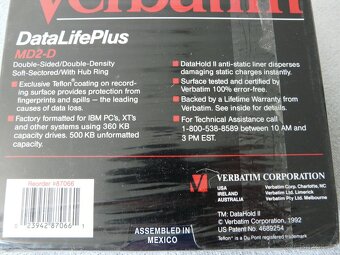 Verbatim
DataLifePlus
MD2-D
Double-Sided/Double-Density
Soft-Sectored/With Hub Ring
Exclusive Teflon® coating on record-
ing surface provides protection from
fingerprints and spills — the leading
causes of data loss.
Factory formatted for IBM PC's, XT's
and other systems using 360 KB
capacity drives. 500 KB unformatted
capacity.
DataHold II anti-static liner disperses
damaging static charges instantly.
Surface tested and certified by
Verbatim 100% error-free.
Backed by a Lifetime Warranty from
Verbatim. See inside for details.
For Technical Assistance call
1-800-538-8589 between 10 AM and
3 PM EST.
Reorder #87066
0 23942 87066 1
ASSEMBLED IN
MEXICO
VERBATIM CORPORATION
USA Verbatim Corp. Charlotte, NC
IRELAND Verbatim Ltd. Limerick
AUSTRALIA Verbatim Pty Ltd. Melbourne
TM: DataHold II
© Verbatim Corporation, 1992
US Patent No. 4689254
Teflon® is a Du Pont registered trademark